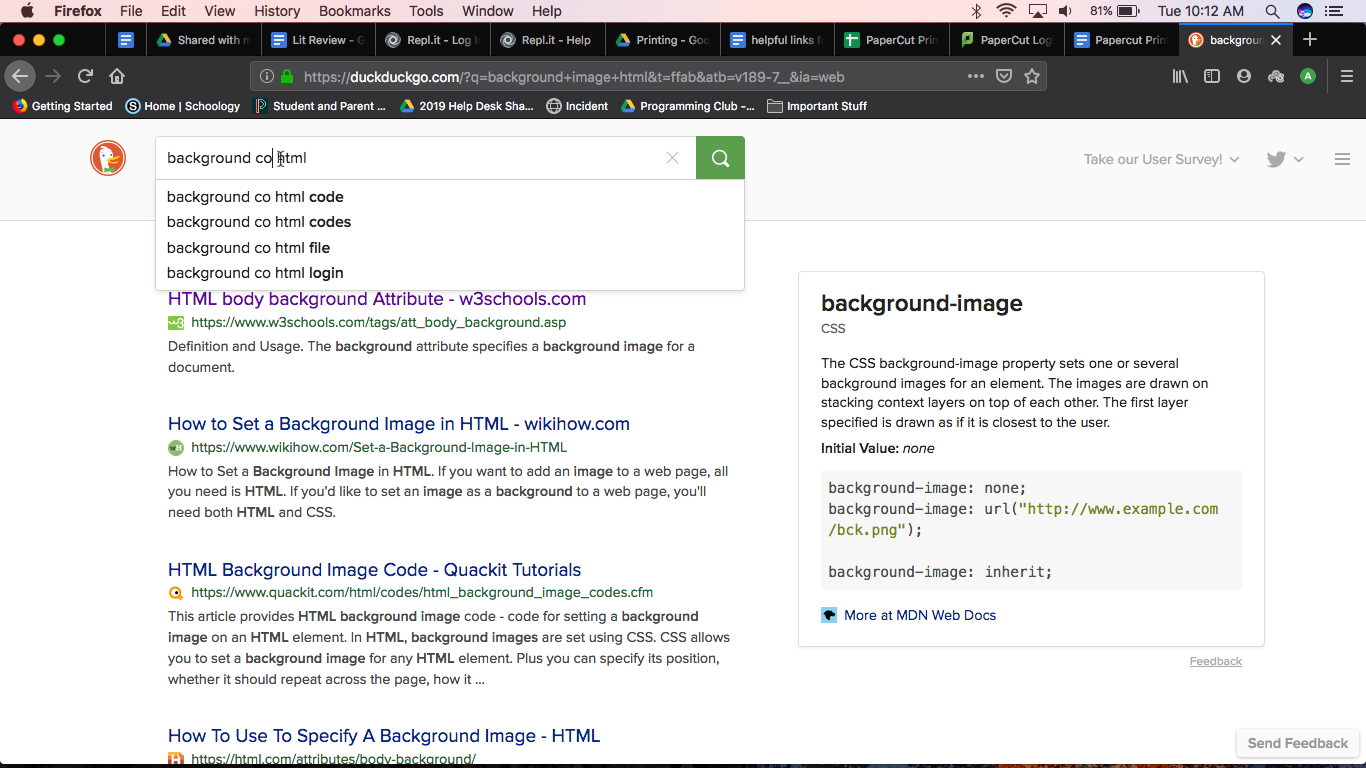 Firefox File Edit View History Bookmarks Tools Window Help 81% Tue 10:12 AM
Shared with m Lit Review - G Repl.it - Log I Repl.it - Help Printing - Goo helpful links f PaperCut Prin PaperCut Log Papercut Prin backgroun
https://duckduckgo.com/?q=background+image+html&t=ffab&atb=v189-7_&ia=web A
Getting Started Home | Schoology Student and Parent ... 2019 Help Desk Sha... Incident Programming Club -... Important Stuff
background co html
Take our User Survey!
background co html code
background co html codes
background co html file
background co html login
HTML body background Attribute - w3schools.com
https://www.w3schools.com/tags/att_body_background.asp
Definition and Usage. The background attribute specifies a background image for a
document.
How to Set a Background Image in HTML - wikihow.com
https://www.wikihow.com/Set-a-Background-Image-in-HTML
How to Set a Background Image in HTML. If you want to add an image to a web page, all
you need is HTML. If you'd like to set an image as a background to a web page, you'll
need both HTML and CSS.
HTML Background Image Code - Quackit Tutorials
https://www.quackit.com/html/codes/html_background_image_codes.cfm
This article provides HTML background image code - code for setting a background
image on an HTML element. In HTML, background images are set using CSS. CSS allows
you to set a background image for any HTML element. Plus you can specify its position,
whether it should repeat across the page, how it ...
How To Use To Specify A Background Image - HTML
https://html.com/attributes/body-background/
background-image
CSS
The CSS background-image property sets one or several
background images for an element. The images are drawn on
stacking context layers on top of each other. The first layer
specified is drawn as if it is closest to the user.
Initial Value: none
background-image: none;
background-image: url("http://www.example.com
/bck.png");
background-image: inherit;
More at MDN Web Docs
Feedback
Send Feedback